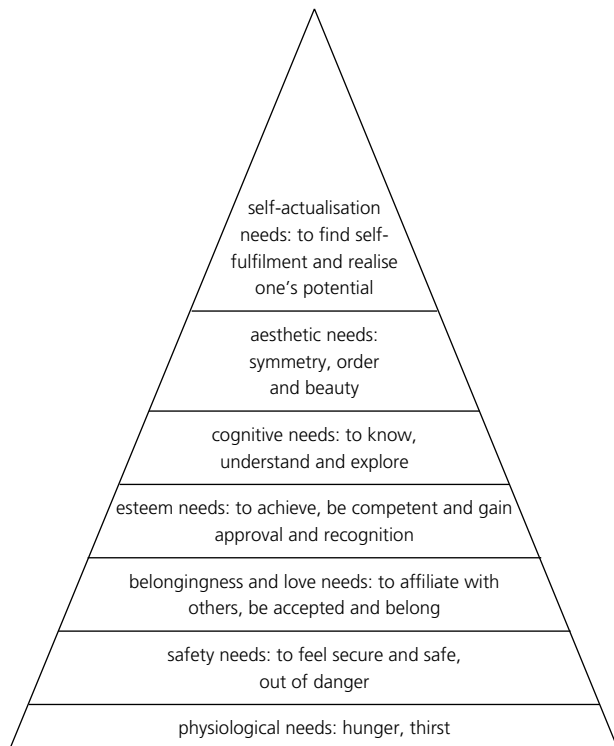 self-actualisation
needs: to find self-
fulfilment and realise
one's potential
aesthetic needs:
symmetry, order
and beauty
cognitive needs: to know,
understand and explore
esteem needs: to achieve, be competent and gain
approval and recognition
belongingness and love needs: to affiliate with
others, be accepted and belong
safety needs: to feel secure and safe,
out of danger
physiological needs: hunger, thirst